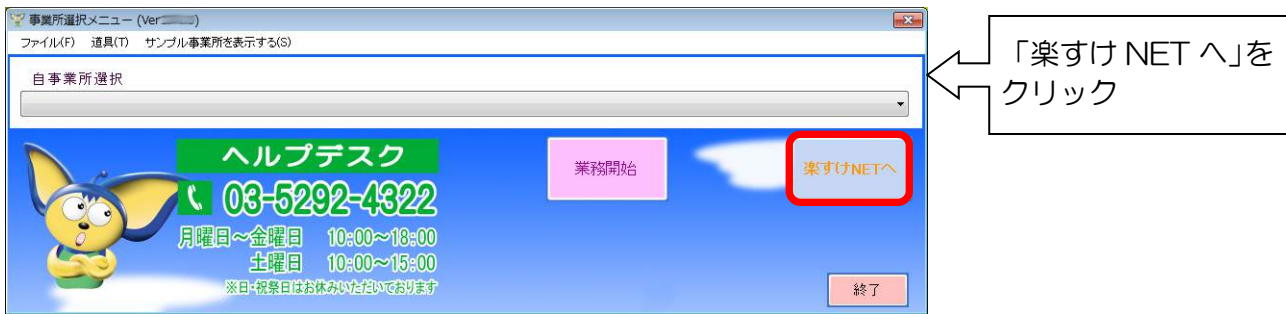 事業所選択メニュー (Ver)
ファイル(F) 道具(T) サンプル事業所を表示する(S)
自事業所選択
ヘルプデスク
03-5292-4322
月曜日～金曜日 10:00～18:00
土曜日 10:00～15:00
※日・祝祭日はお休みいただいております
業務開始
楽すけNETへ
終了
「楽すけ NET へ」を
クリック